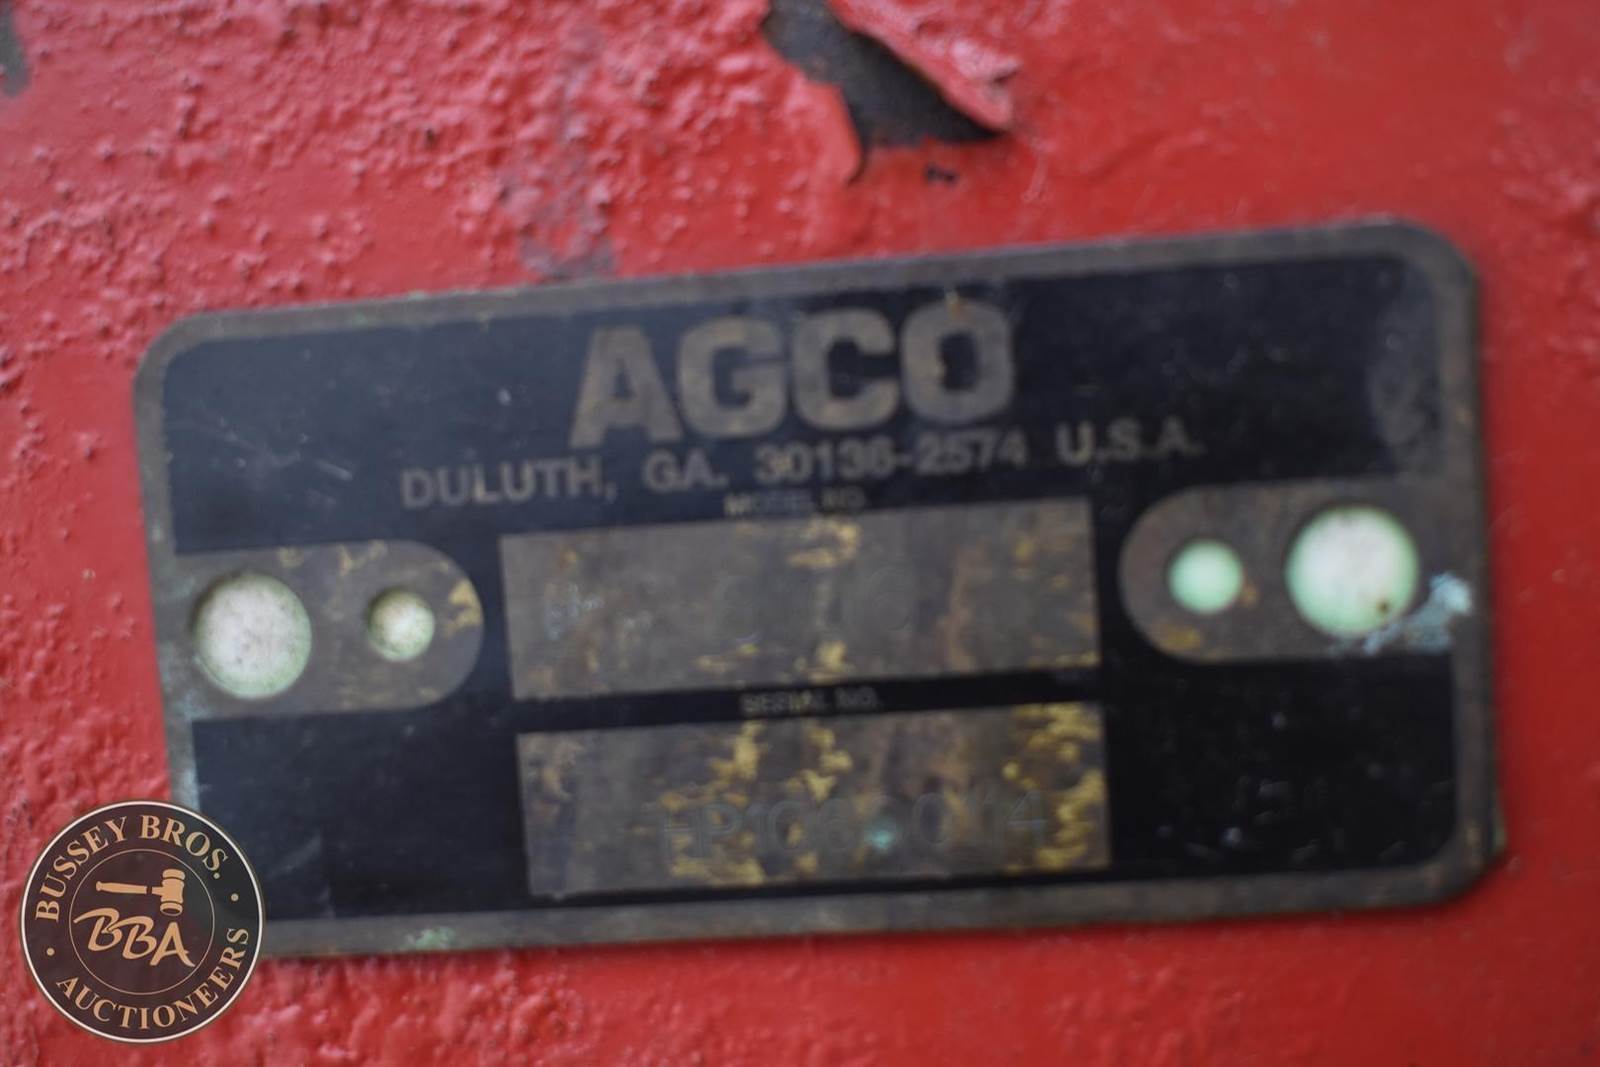 AGCO
DULUTH, GA. 30136-2574 U.S.A.
MODEL NO.
SERIAL NO.
BUSSEY BROS.
BBA
AUCTIONEERS